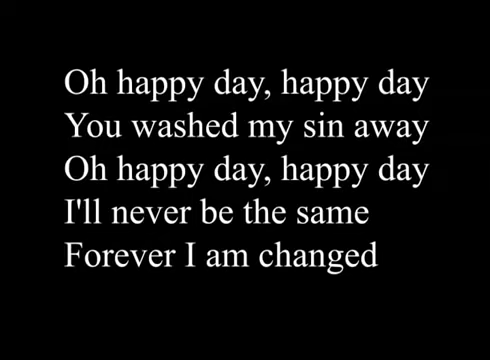 Oh happy day, happy day
You washed my sin away
Oh happy day, happy day
I'll never be the same
Forever I am changed